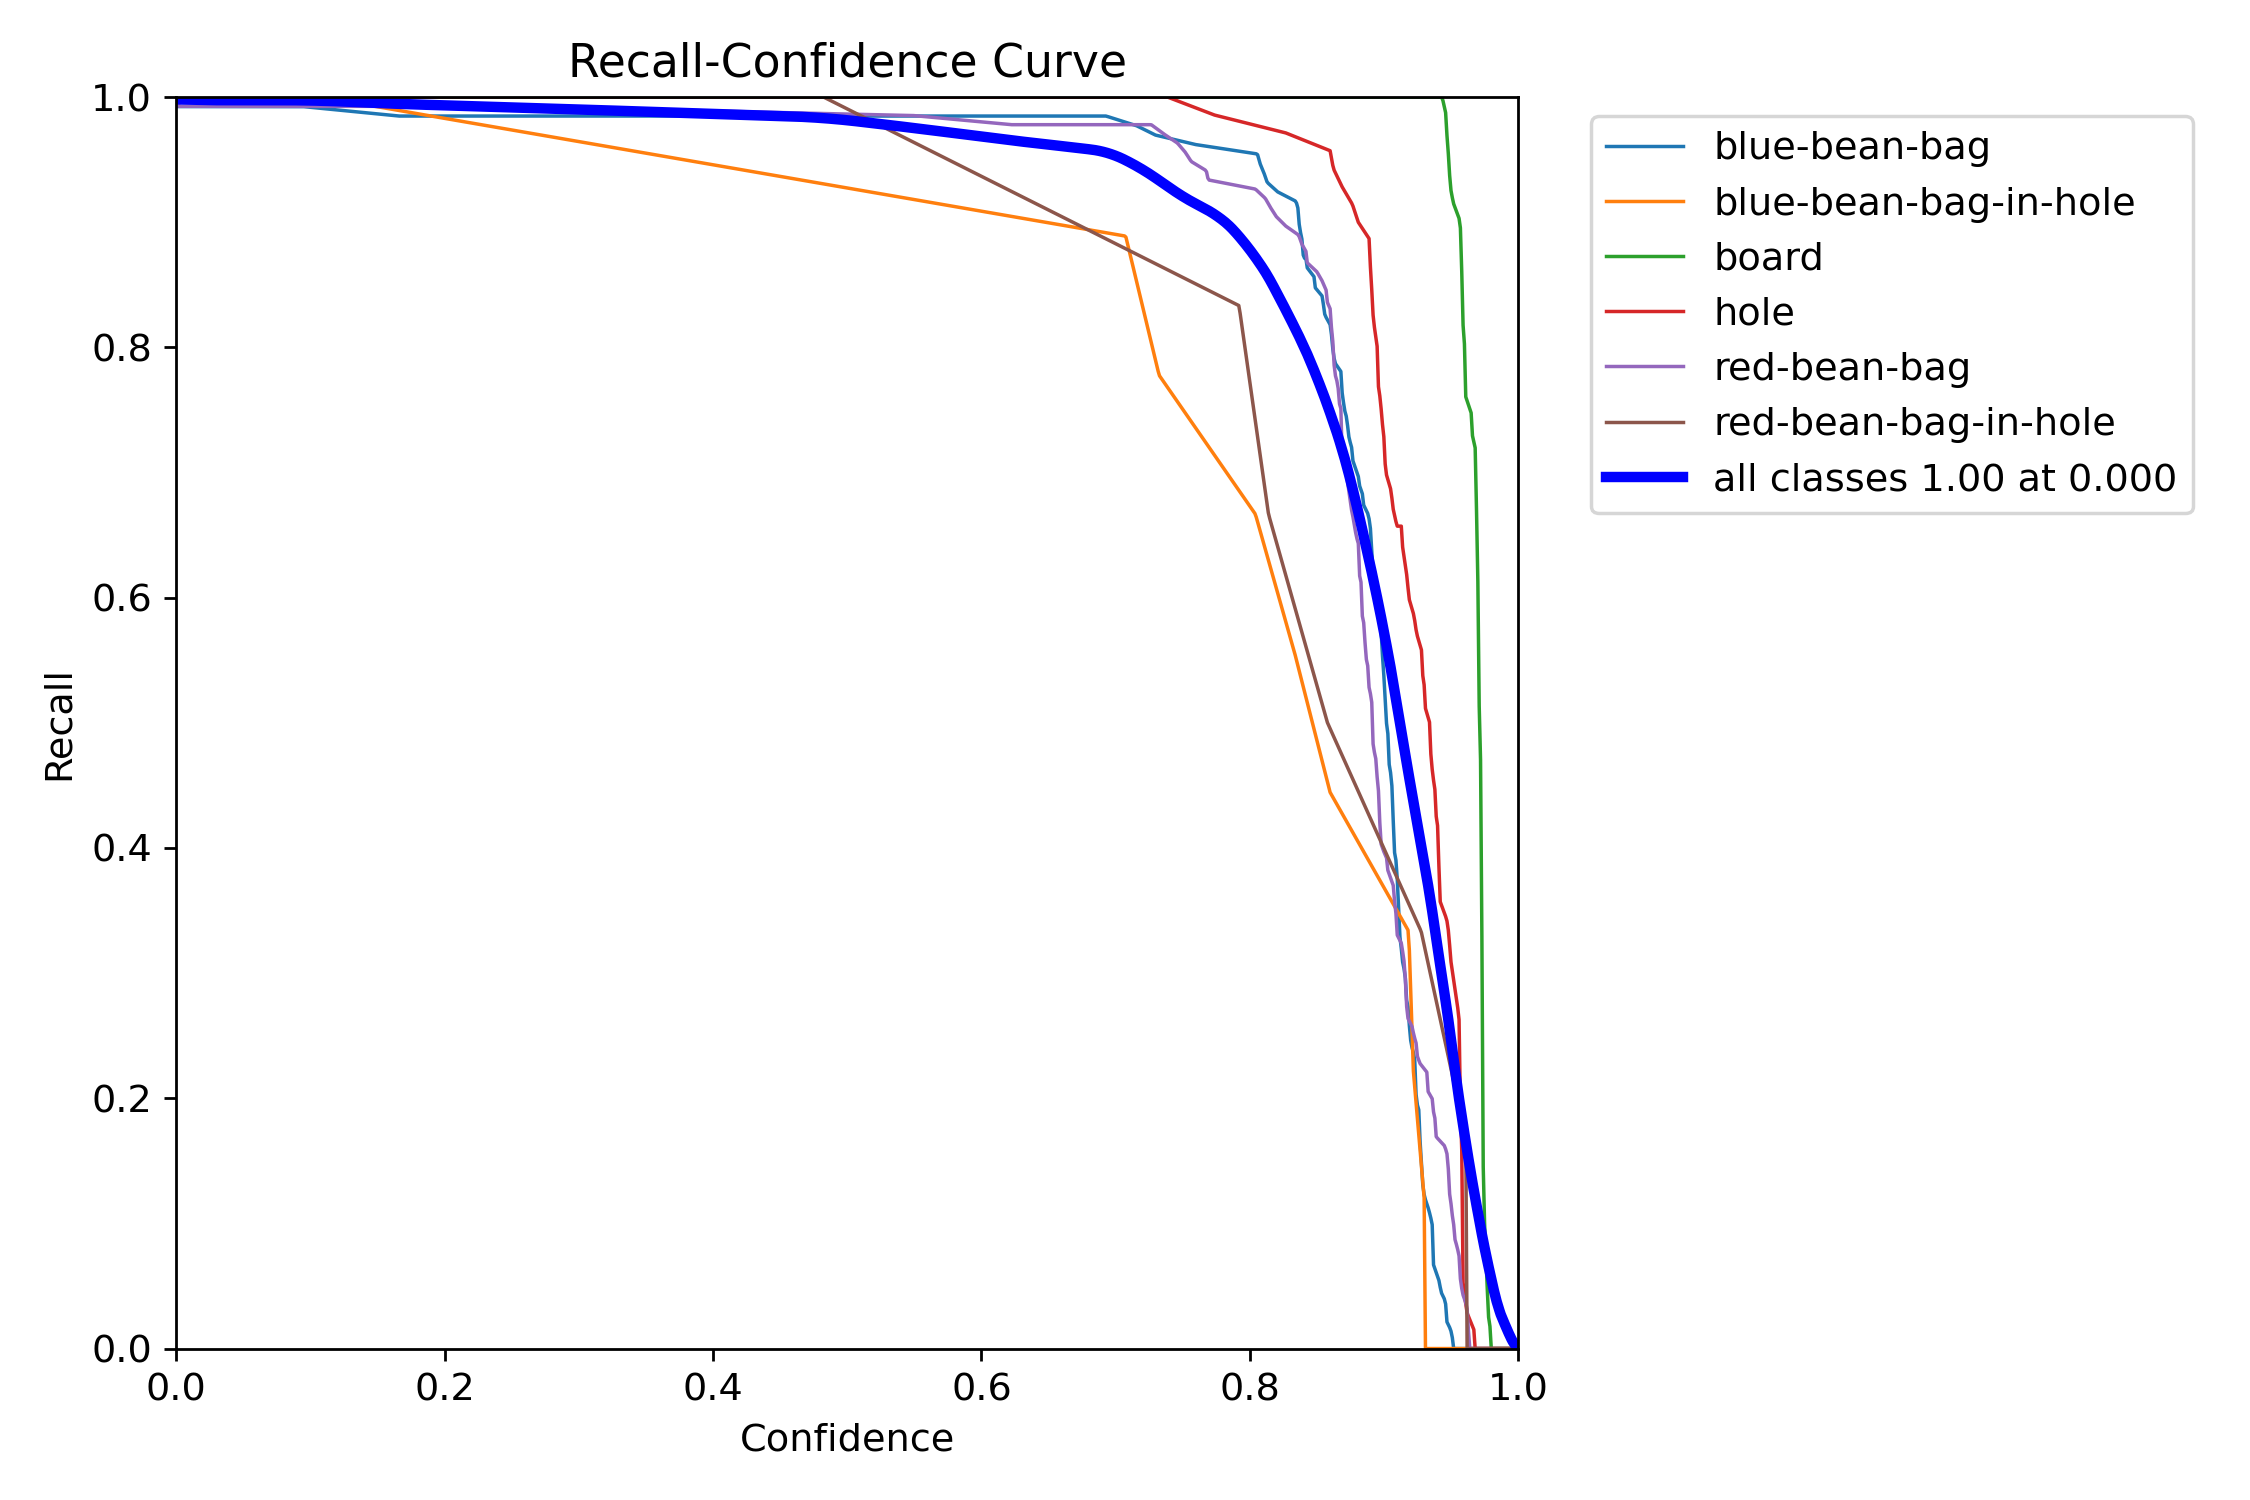 Recall-Confidence Curve
1.0
0.8
0.6
0.4
0.2
0.0
Recall
0.0 0.2 0.4 0.6 0.8 1.0
Confidence
blue-bean-bag
blue-bean-bag-in-hole
board
hole
red-bean-bag
red-bean-bag-in-hole
all classes 1.00 at 0.000